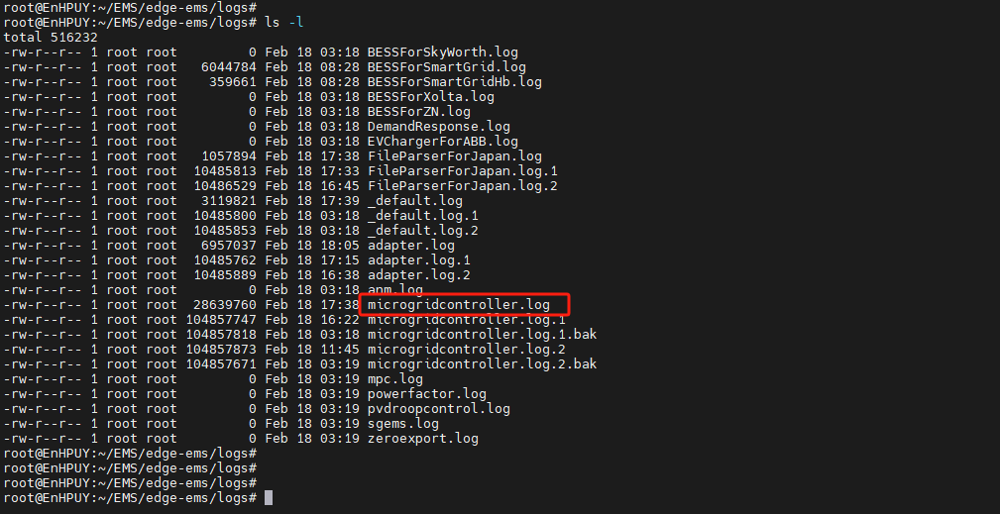 root@EnHPUY:~/EMS/edge-ems/logs#
root@EnHPUY:~/EMS/edge-ems/logs# ls -l
total 516232
-rw-r--r-- 1 root root         0 Feb 18 03:18 BESSForSkyWorth.log
-rw-r--r-- 1 root root   6044784 Feb 18 08:28 BESSForSmartGrid.log
-rw-r--r-- 1 root root    359661 Feb 18 08:28 BESSForSmartGridHb.log
-rw-r--r-- 1 root root         0 Feb 18 03:18 BESSForXolta.log
-rw-r--r-- 1 root root         0 Feb 18 03:18 BESSForZN.log
-rw-r--r-- 1 root root         0 Feb 18 03:18 DemandResponse.log
-rw-r--r-- 1 root root         0 Feb 18 03:18 EVChargerForABB.log
-rw-r--r-- 1 root root   1057894 Feb 18 17:38 FileParserForJapan.log
-rw-r--r-- 1 root root  10485813 Feb 18 17:33 FileParserForJapan.log.1
-rw-r--r-- 1 root root  10486529 Feb 18 16:45 FileParserForJapan.log.2
-rw-r--r-- 1 root root   3119821 Feb 18 17:39 _default.log
-rw-r--r-- 1 root root  10485800 Feb 18 03:18 _default.log.1
-rw-r--r-- 1 root root  10485853 Feb 18 03:18 _default.log.2
-rw-r--r-- 1 root root   6957037 Feb 18 18:05 adapter.log
-rw-r--r-- 1 root root  10485762 Feb 18 17:15 adapter.log.1
-rw-r--r-- 1 root root  10485889 Feb 18 16:38 adapter.log.2
-rw-r--r-- 1 root root         0 Feb 18 03:18 anm.log
-rw-r--r-- 1 root root  28639760 Feb 18 17:38 microgridcontroller.log
-rw-r--r-- 1 root root 104857747 Feb 18 16:22 microgridcontroller.log.1
-rw-r--r-- 1 root root 104857818 Feb 18 03:18 microgridcontroller.log.1.bak
-rw-r--r-- 1 root root 104857873 Feb 18 11:45 microgridcontroller.log.2
-rw-r--r-- 1 root root 104857671 Feb 18 03:19 microgridcontroller.log.2.bak
-rw-r--r-- 1 root root         0 Feb 18 03:19 mpc.log
-rw-r--r-- 1 root root         0 Feb 18 03:19 powerfactor.log
-rw-r--r-- 1 root root         0 Feb 18 03:19 pvdroopcontrol.log
-rw-r--r-- 1 root root         0 Feb 18 03:19 sgems.log
-rw-r--r-- 1 root root         0 Feb 18 03:19 zeroexport.log
root@EnHPUY:~/EMS/edge-ems/logs#
root@EnHPUY:~/EMS/edge-ems/logs#
root@EnHPUY:~/EMS/edge-ems/logs#
root@EnHPUY:~/EMS/edge-ems/logs#